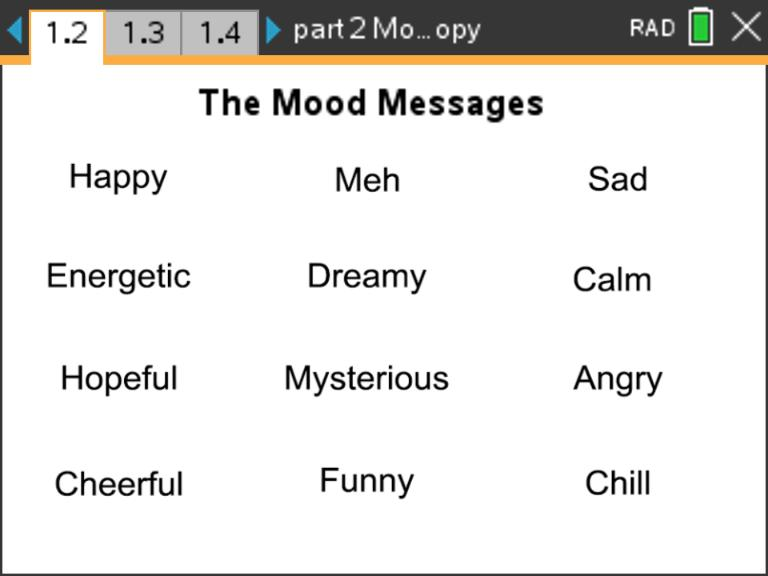 1.2 1.3 1.4 part 2 Mo... opy RAD
The Mood Messages
Happy Meh Sad
Energetic Dreamy Calm
Hopeful Mysterious Angry
Cheerful Funny Chill